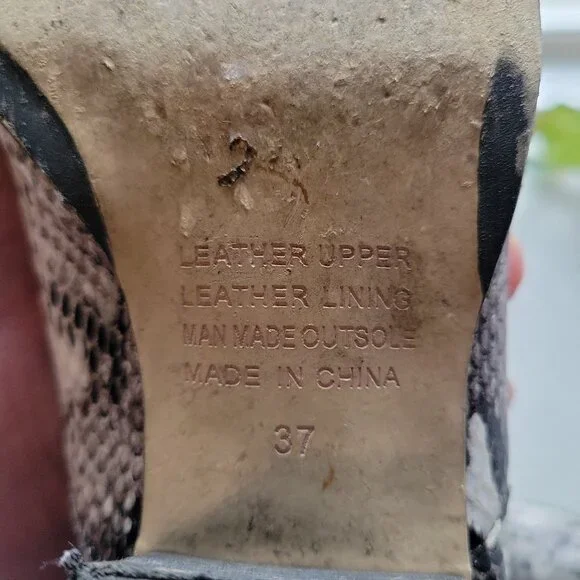 LEATHER UPPER
LEATHER LINING
MAN MADE OUTSOLE
MADE IN CHINA
37